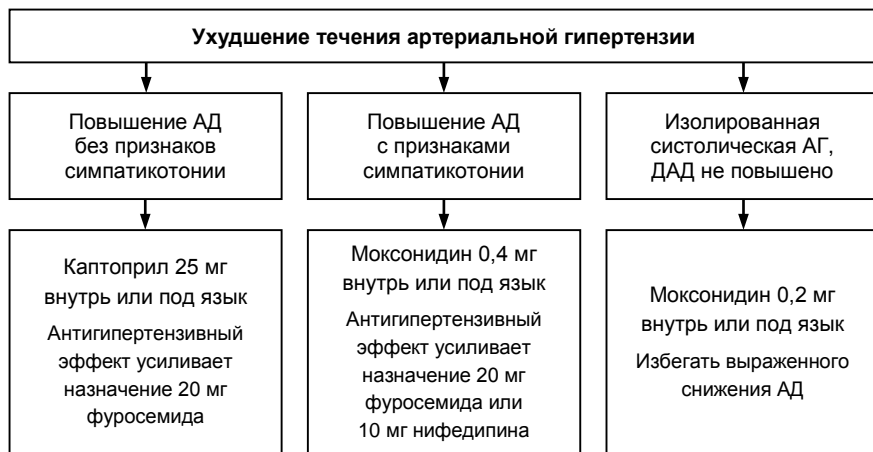 Ухудшение течения артериальной гипертензии
Повышение АД
без признаков
симпатикотонии
Повышение АД
с признаками
симпатикотонии
Изолированная
систолическая АГ,
ДАД не повышено
Каптоприл 25 мг
внутрь или под язык
Антигипертензивный
эффект усиливает
назначение 20 мг
фуросемида
Моксонидин 0,4 мг
внутрь или под язык
Антигипертензивный
эффект усиливает
назначение 20 мг
фуросемида или
10 мг нифедипина
Моксонидин 0,2 мг
внутрь или под язык
Избегать выраженного
снижения АД